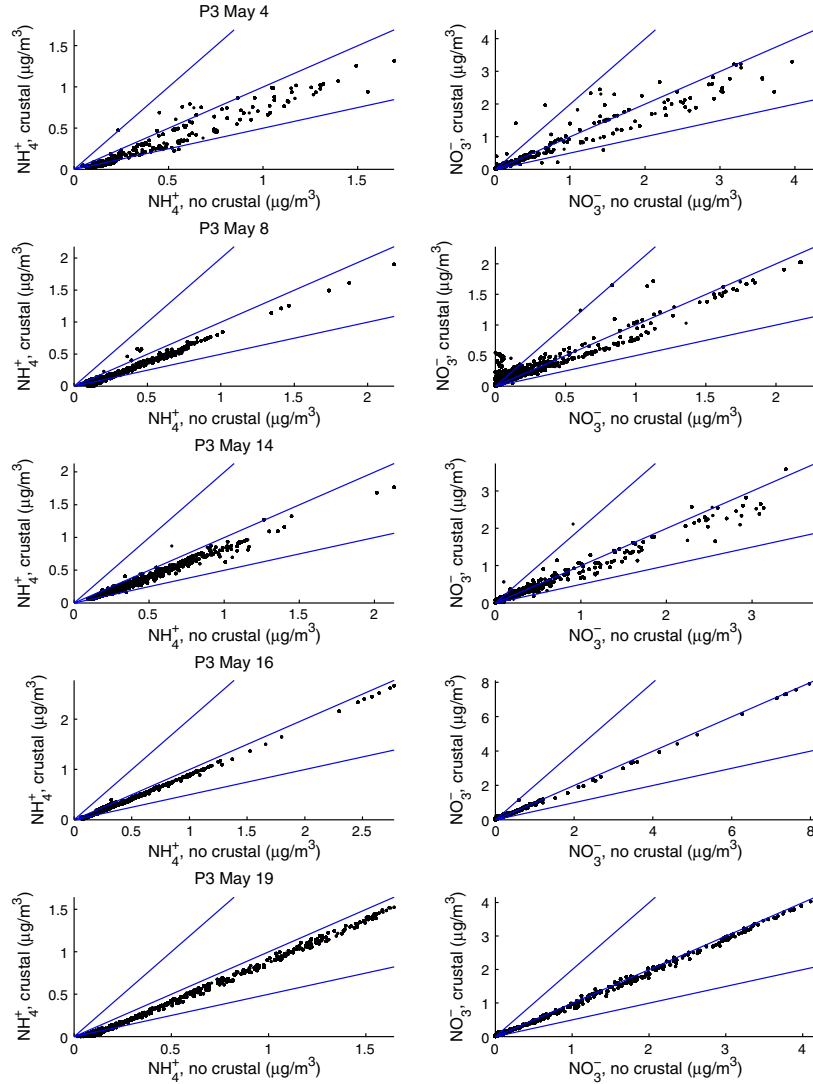 P3 May 4
NH₄⁺, crustal (μg/m³)
1.5
1
0.5
0
0 0.5 1 1.5
NH₄⁺, no crustal (μg/m³)
NO₃⁻, crustal (μg/m³)
4
3
2
1
0
0 1 2 3 4
NO₃⁻, no crustal (μg/m³)
P3 May 8
NH₄⁺, crustal (μg/m³)
2
1.5
1
0.5
0
0 0.5 1 1.5 2
NH₄⁺, no crustal (μg/m³)
NO₃⁻, crustal (μg/m³)
2
1.5
1
0.5
0
0 0.5 1 1.5 2
NO₃⁻, no crustal (μg/m³)
P3 May 14
NH₄⁺, crustal (μg/m³)
2
1.5
1
0.5
0
0 0.5 1 1.5 2
NH₄⁺, no crustal (μg/m³)
NO₃⁻, crustal (μg/m³)
3
2
1
0
0 1 2 3
NO₃⁻, no crustal (μg/m³)
P3 May 16
NH₄⁺, crustal (μg/m³)
2
1
0
0 0.5 1 1.5 2 2.5
NH₄⁺, no crustal (μg/m³)
NO₃⁻, crustal (μg/m³)
8
6
4
2
0
0 2 4 6 8
NO₃⁻, no crustal (μg/m³)
P3 May 19
NH₄⁺, crustal (μg/m³)
1.5
1
0.5
0
0 0.5 1 1.5
NH₄⁺, no crustal (μg/m³)
NO₃⁻, crustal (μg/m³)
4
3
2
1
0
0 1 2 3 4
NO₃⁻, no crustal (μg/m³)